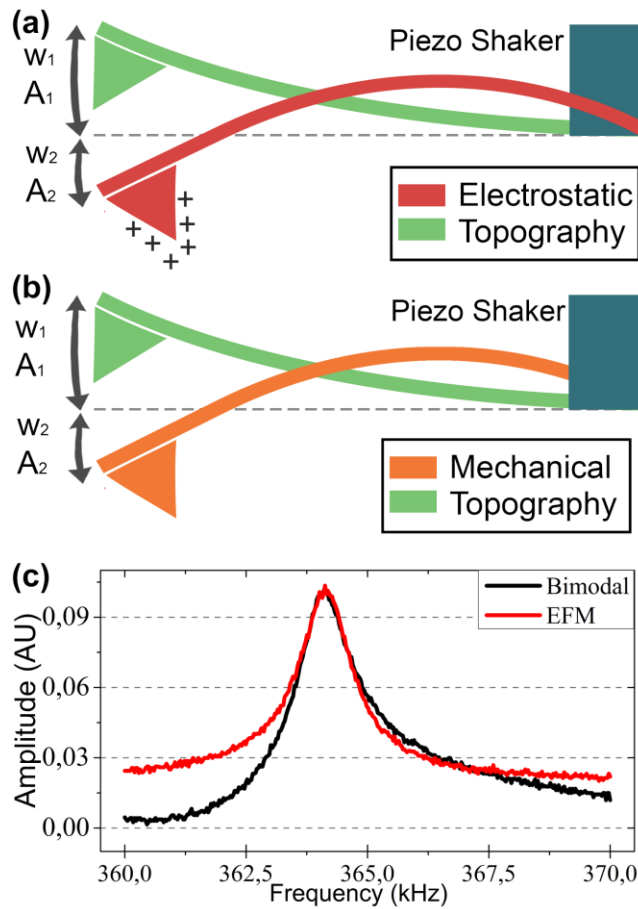 (a)
w₁
A₁
Piezo Shaker
w₂
A₂
+ + + + + + +
Electrostatic
Topography
(b)
w₁
A₁
Piezo Shaker
w₂
A₂
Mechanical
Topography
(c)
Bimodal
EFM
Amplitude (AU)
0,09
0,06
0,03
0,00
360,0 362,5 365,0 367,5 370,0
Frequency (kHz)